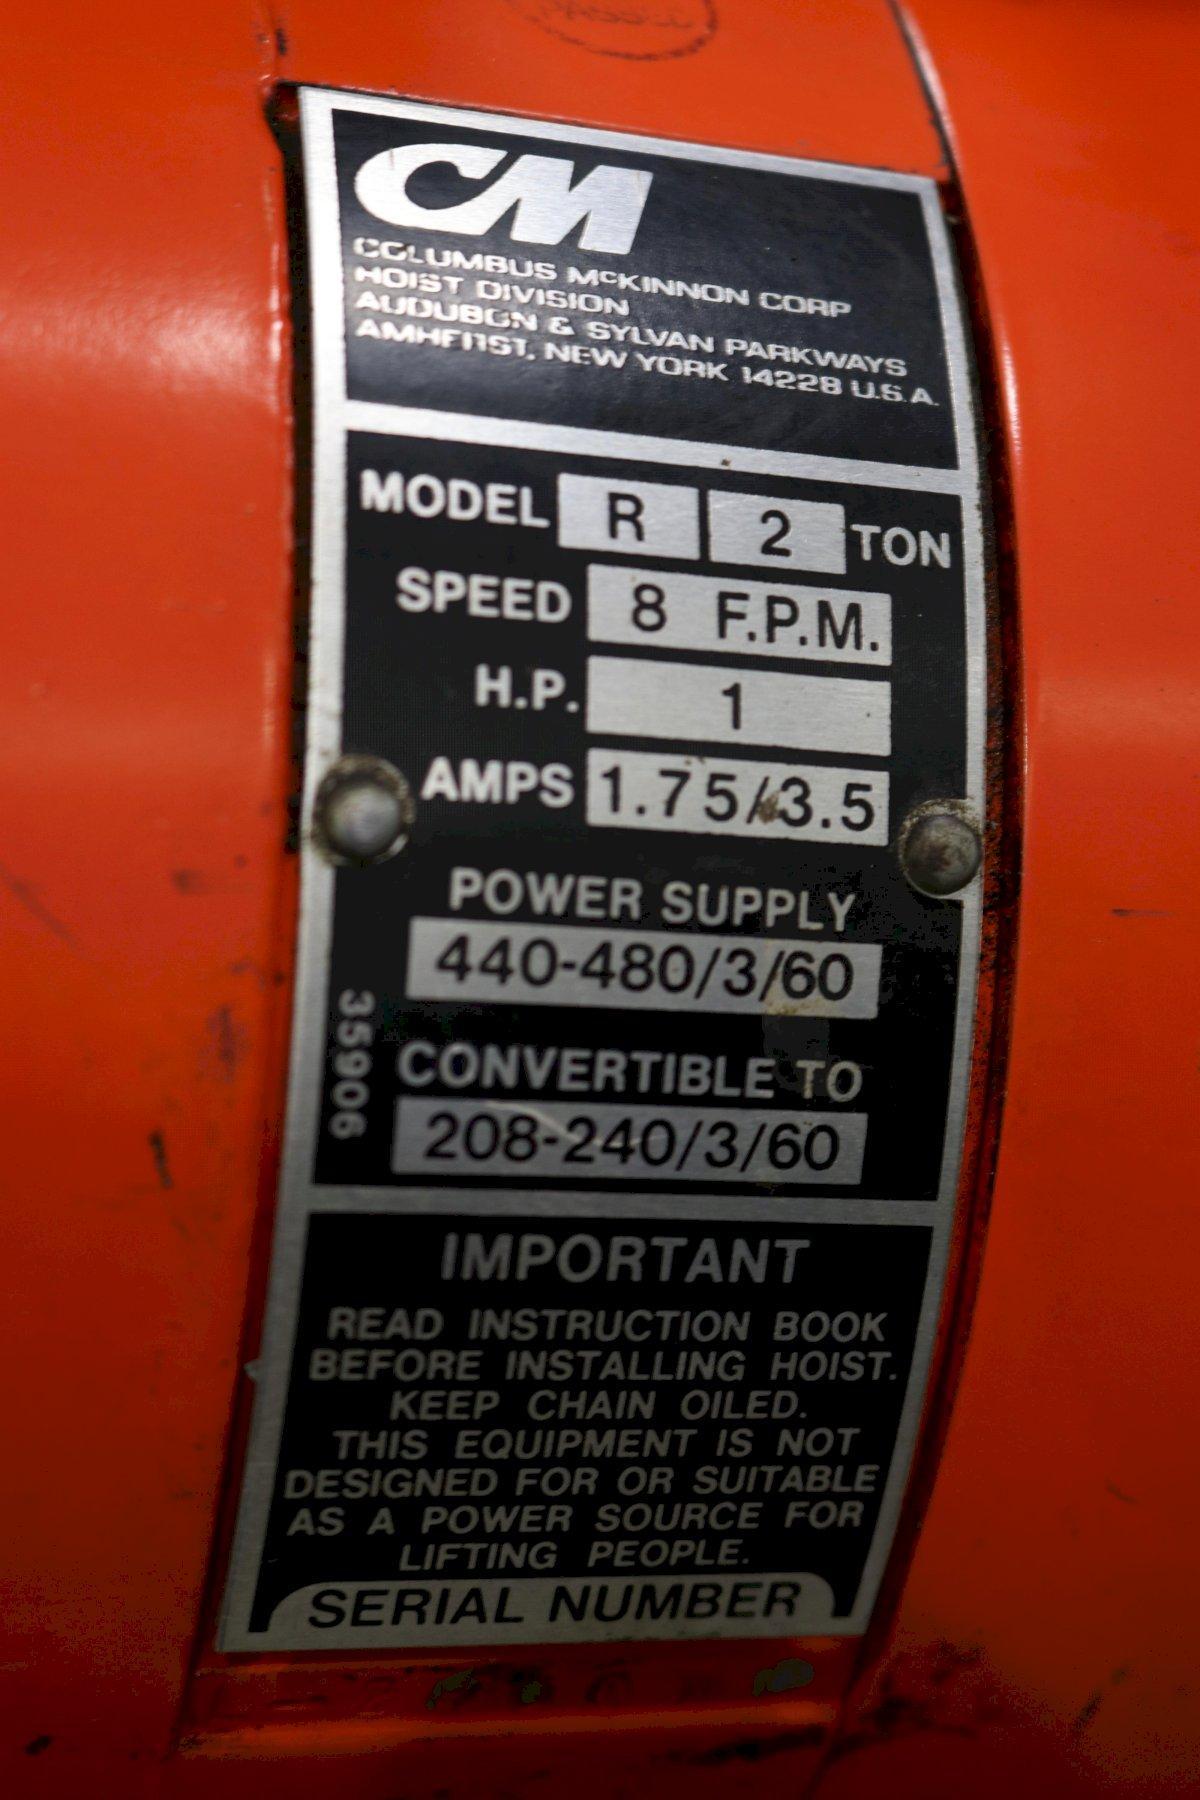 PASSED
CM
COLUMBUS McKINNON CORP
HOIST DIVISION
AUDUBON & SYLVAN PARKWAYS
AMHERST, NEW YORK 14228 U.S.A.
MODEL R 2 TON
SPEED 8 F.P.M.
H.P. 1
AMPS 1.75/3.5
POWER SUPPLY
440-480/3/60
CONVERTIBLE TO
208-240/3/60
35906
IMPORTANT
READ INSTRUCTION BOOK
BEFORE INSTALLING HOIST.
KEEP CHAIN OILED.
THIS EQUIPMENT IS NOT
DESIGNED FOR OR SUITABLE
AS A POWER SOURCE FOR
LIFTING PEOPLE.
SERIAL NUMBER